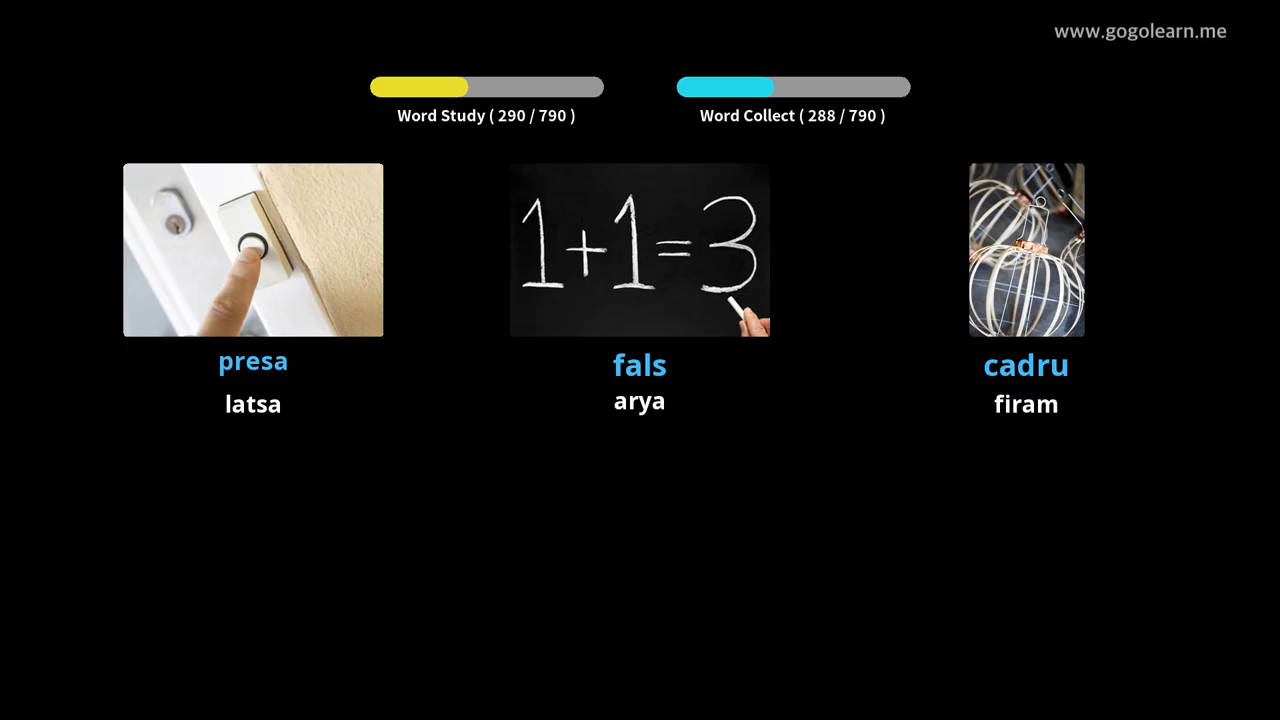 www.gogolearn.me
Word Study ( 290 / 790 )
Word Collect ( 288 / 790 )
1+1=3
presa
fals
cadru
latsa
arya
firam